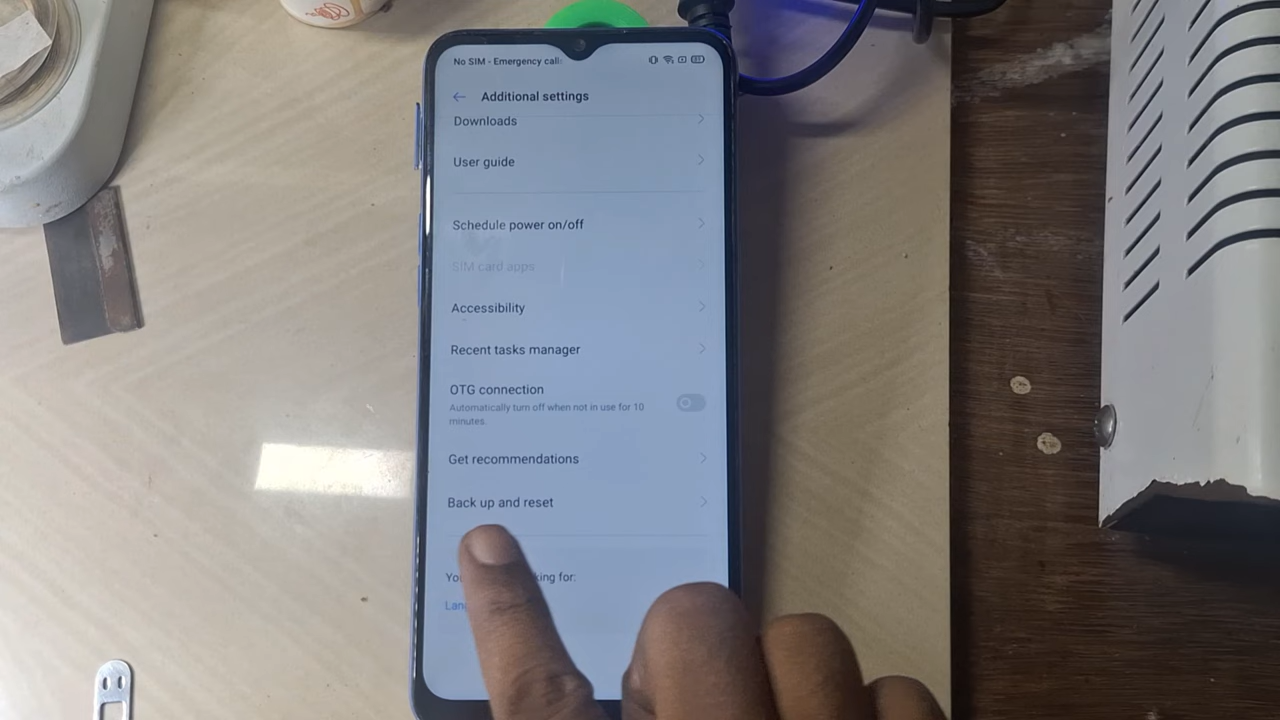 No SIM - Emergency call:
Additional settings
Downloads
User guide
Schedule power on/off
SIM card apps
Accessibility
Recent tasks manager
OTG connection
Automatically turn off when not in use for 10
minutes.
Get recommendations
Back up and reset
for: